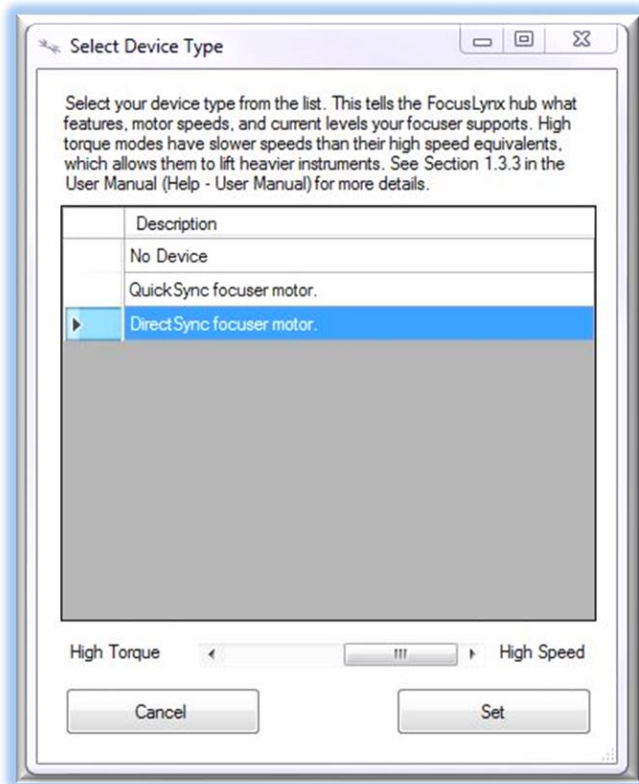 Select Device Type
Select your device type from the list. This tells the FocusLynx hub what
features, motor speeds, and current levels your focuser supports. High
torque modes have slower speeds than their high speed equivalents,
which allows them to lift heavier instruments. See Section 1.3.3 in the
User Manual (Help - User Manual) for more details.
Description
No Device
QuickSync focuser motor.
DirectSync focuser motor.
High Torque High Speed
Cancel Set